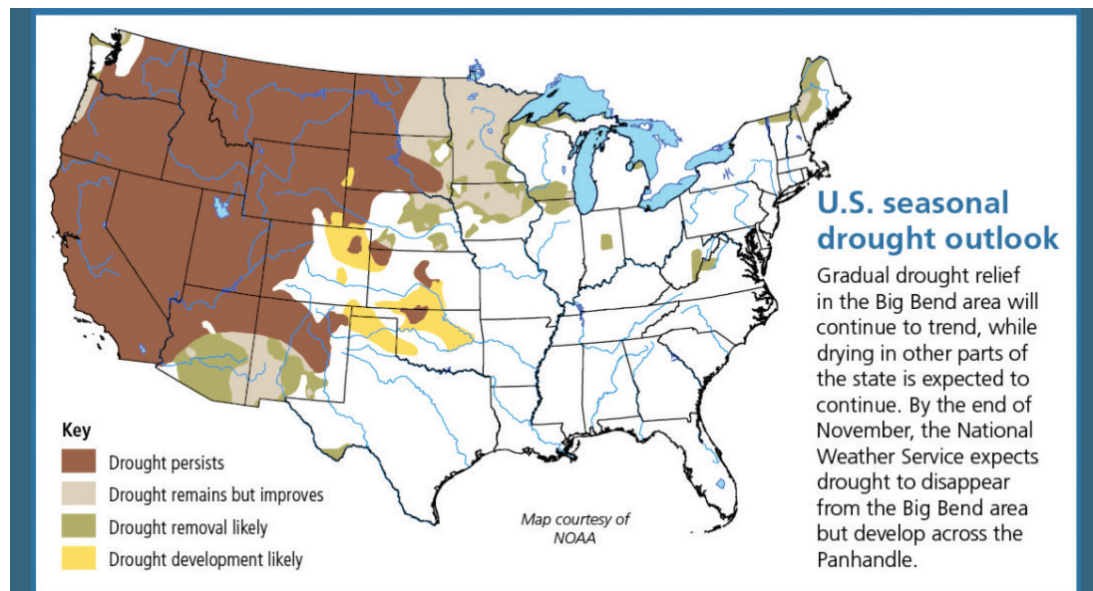 U.S. seasonal
drought outlook
Gradual drought relief
in the Big Bend area will
continue to trend, while
drying in other parts of
the state is expected to
continue. By the end of
November, the National
Weather Service expects
drought to disappear
from the Big Bend area
but develop across the
Panhandle.
Key
Drought persists
Drought remains but improves
Drought removal likely
Drought development likely
Map courtesy of
NOAA